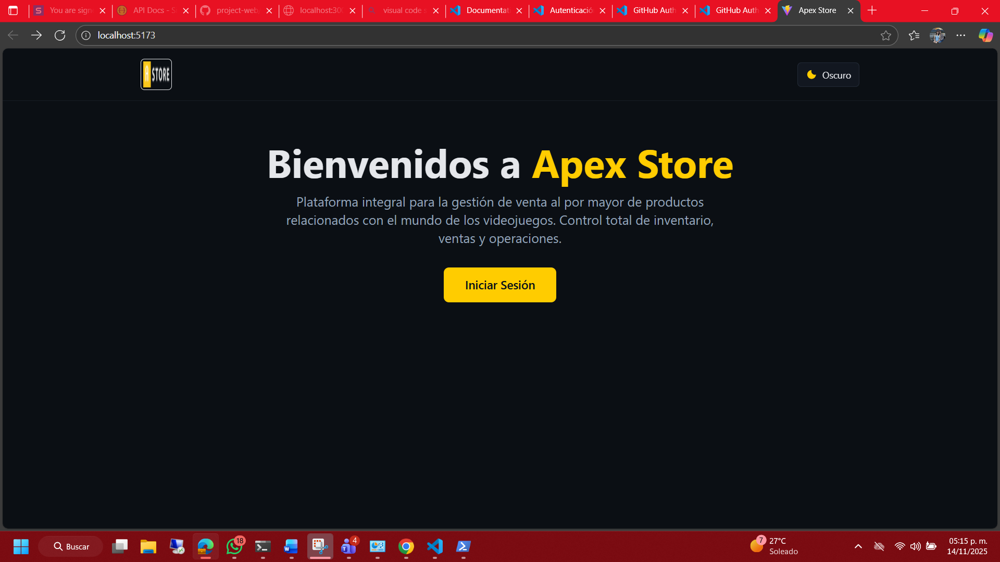 You are sign
API Docs - S
project-web/
localhost:300
visual code s
Documentat
Autenticació
GitHub Auth
GitHub Auth
Apex Store
localhost:5173
A STORE
Oscuro
Bienvenidos a Apex Store
Plataforma integral para la gestión de venta al por mayor de productos
relacionados con el mundo de los videojuegos. Control total de inventario,
ventas y operaciones.
Iniciar Sesión
Buscar
18
4
7
27°C
Soleado
05:15 p. m.
14/11/2025